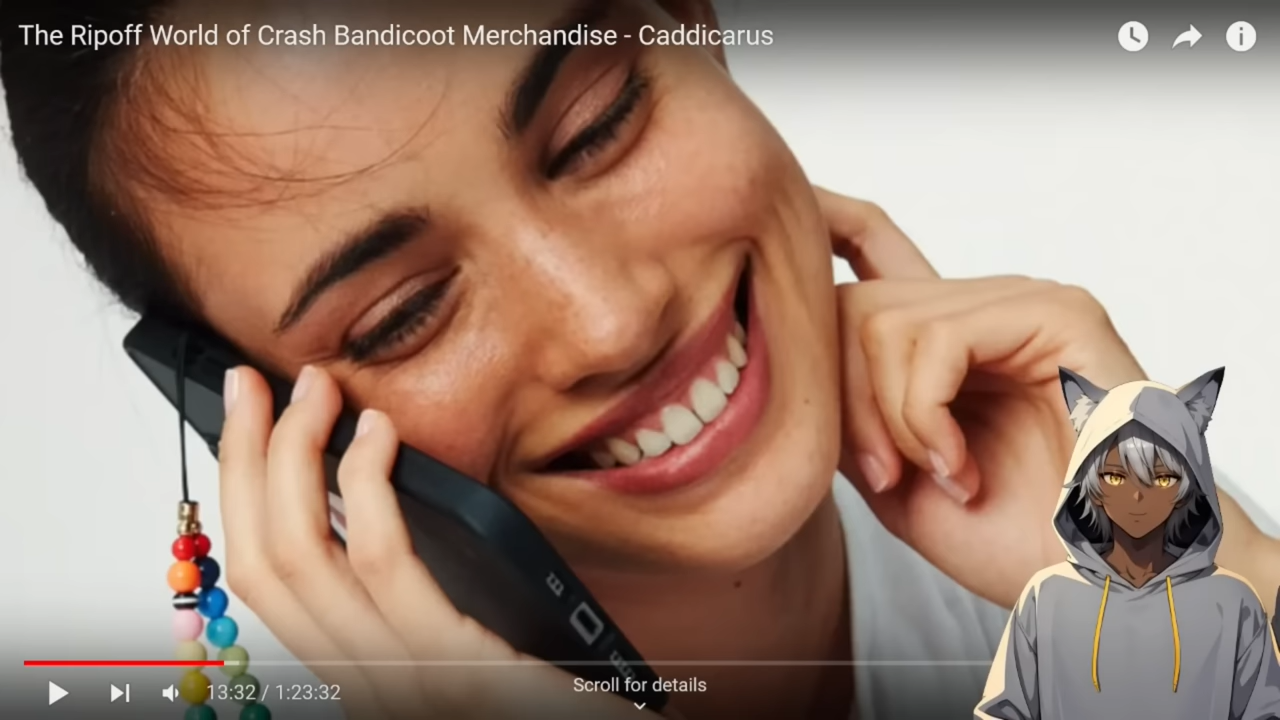 The Ripoff World of Crash Bandicoot Merchandise - Caddicarus
13:32 / 1:23:32
Scroll for details